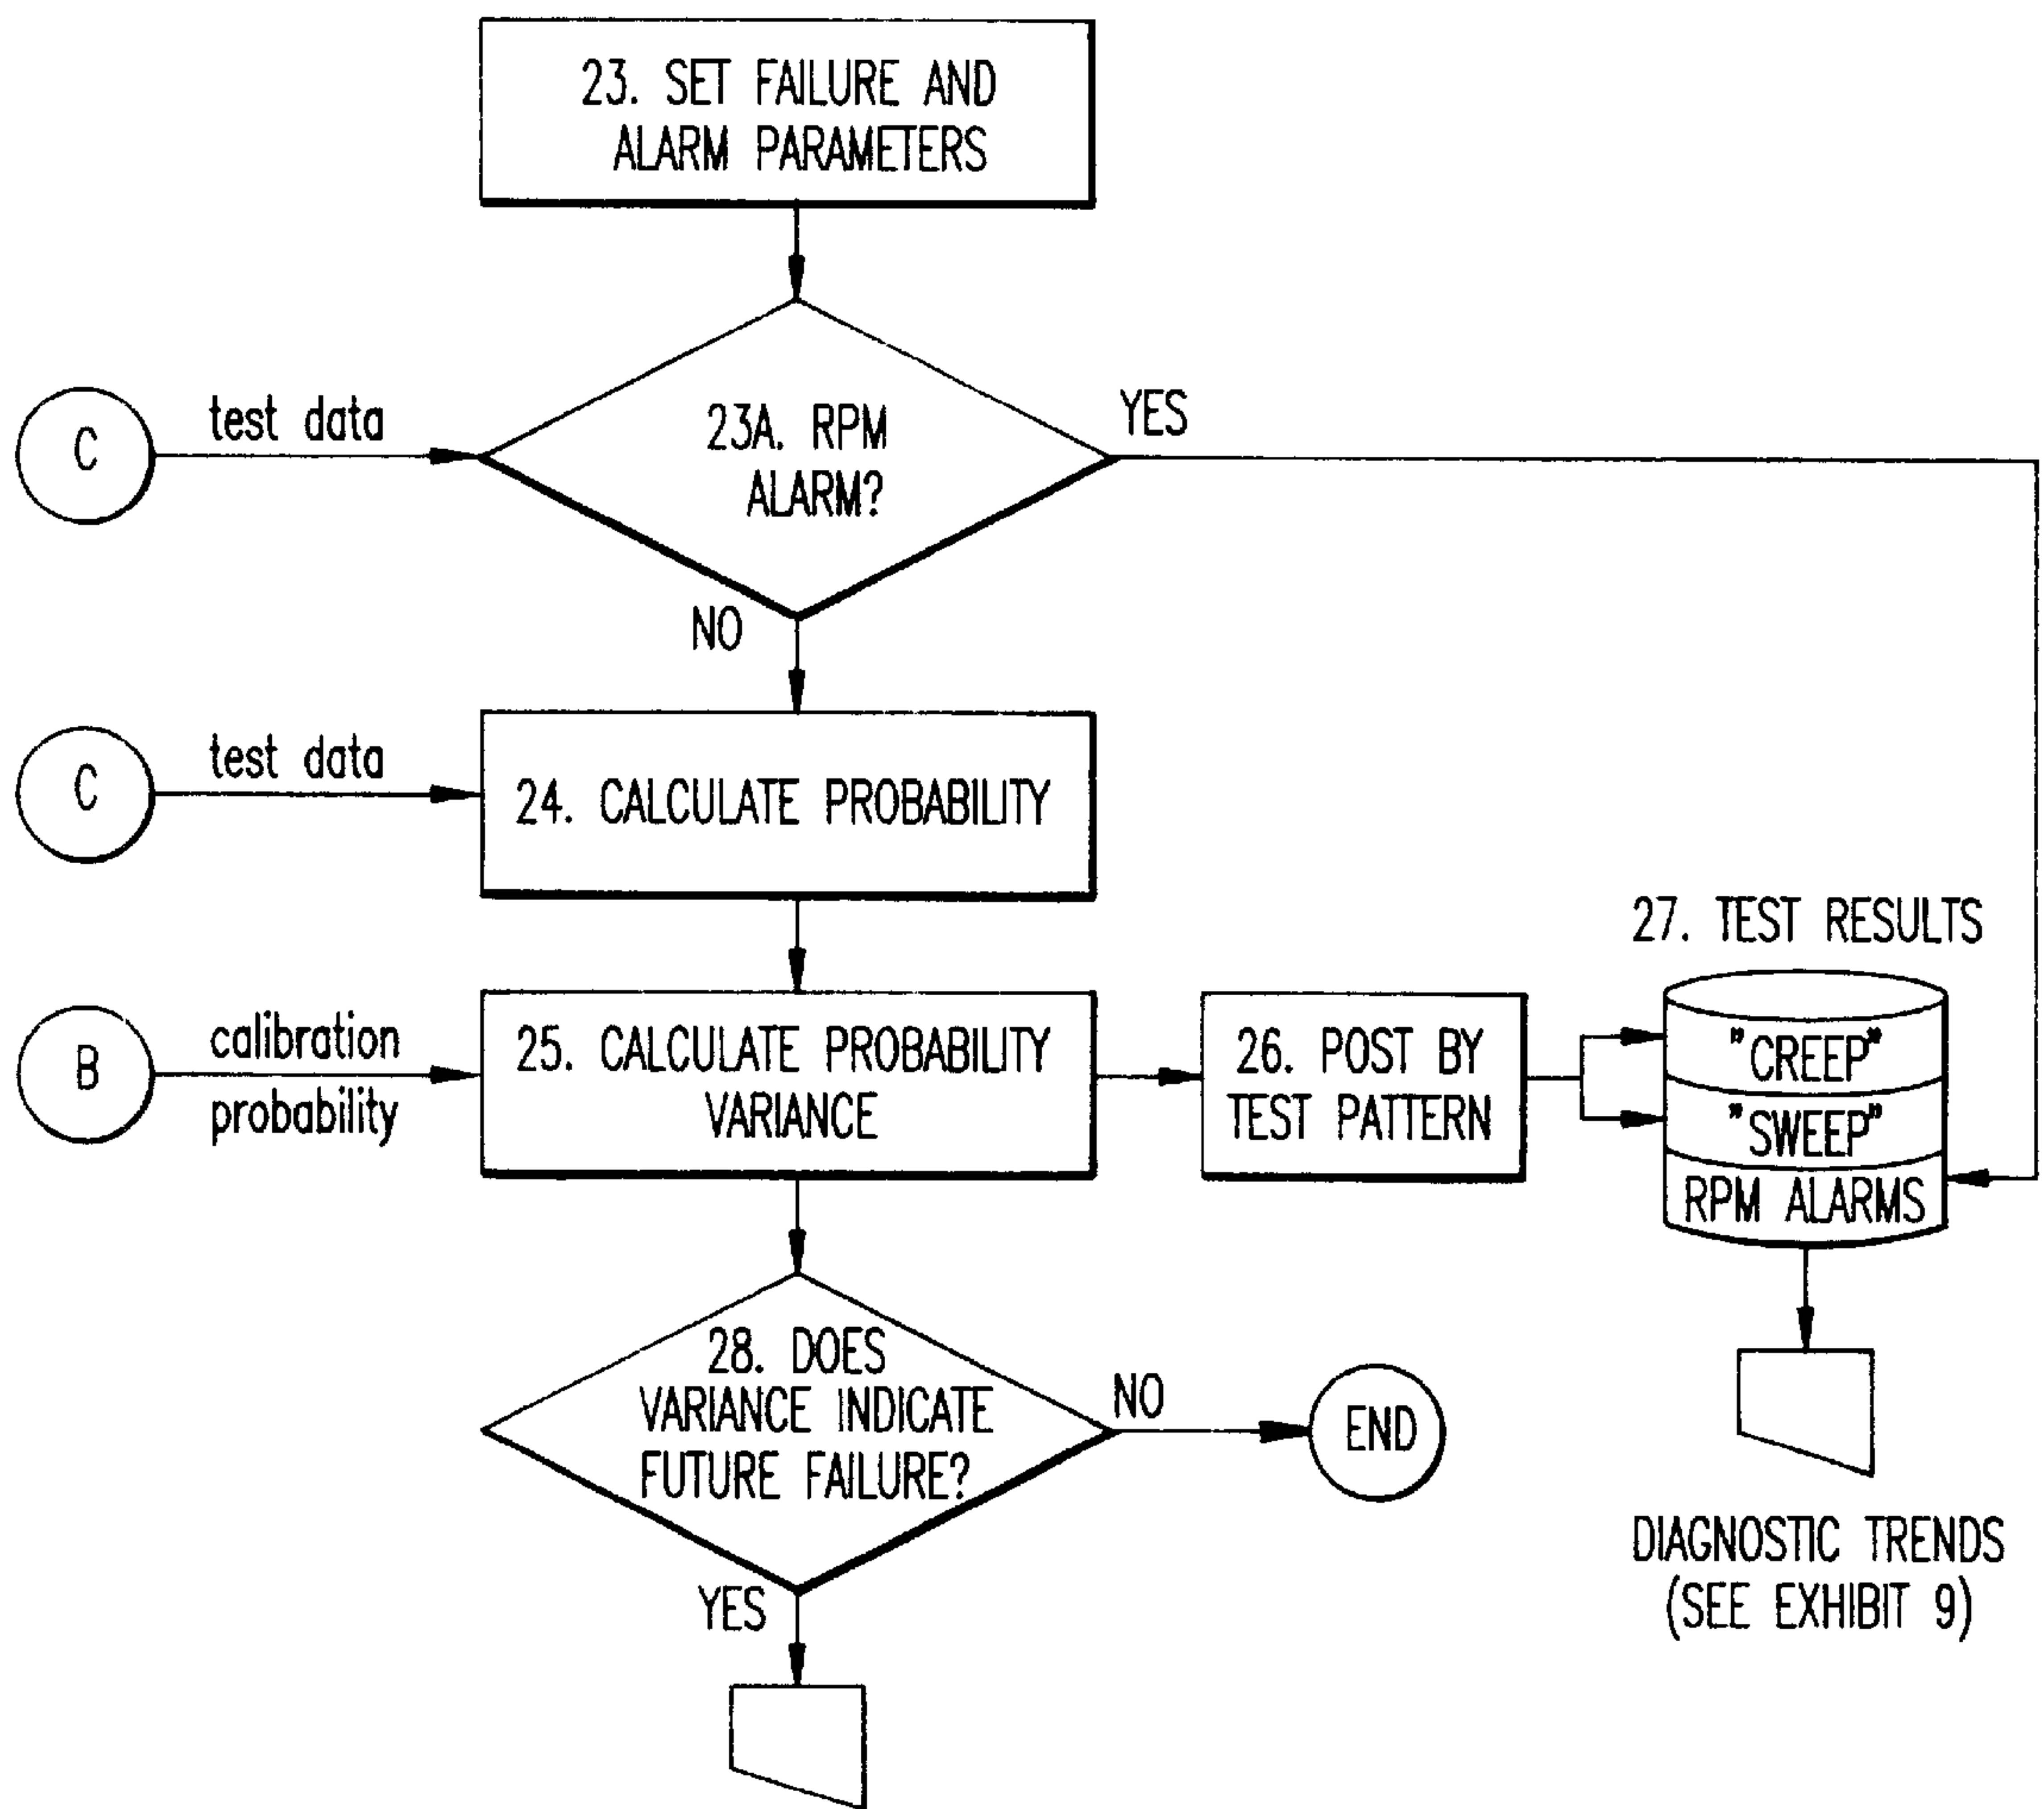 23. SET FAILURE AND
ALARM PARAMETERS
C
test data
23A. RPM
ALARM?
YES
NO
C
test data
24. CALCULATE PROBABILITY
B
calibration
probability
25. CALCULATE PROBABILITY
VARIANCE
26. POST BY
TEST PATTERN
27. TEST RESULTS
"CREEP"
"SWEEP"
RPM ALARMS
28. DOES
VARIANCE INDICATE
FUTURE FAILURE?
NO
END
YES
DIAGNOSTIC TRENDS
(SEE EXHIBIT 9)